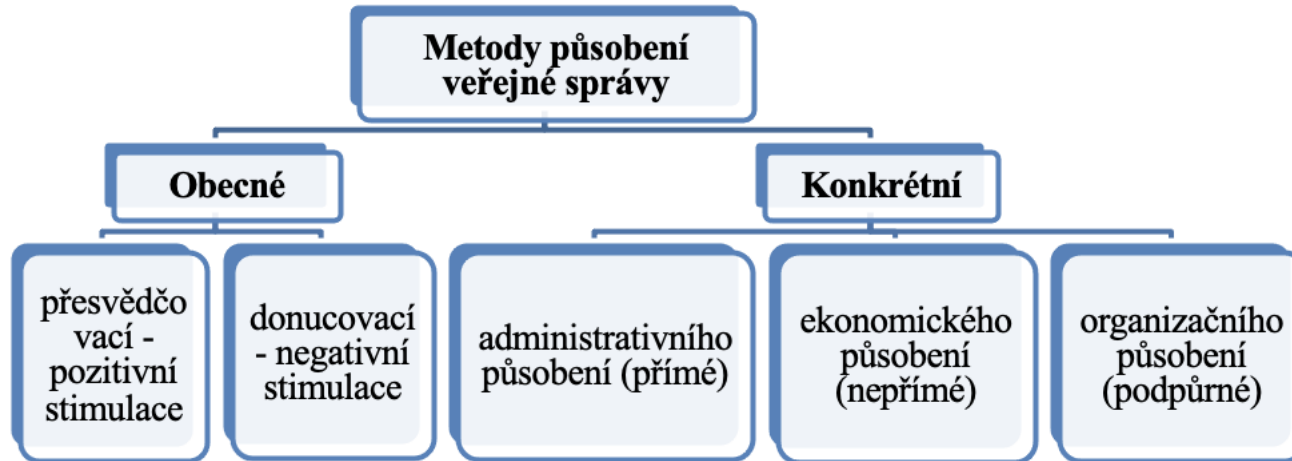 Metody působení
veřejné správy
Obecné
Konkrétní
přesvědčo
vací -
pozitivní
stimulace
donucovací
- negativní
stimulace
administrativního
působení (přímé)
ekonomického
působení
(nepřímé)
organizačního
působení
(podpůrné)